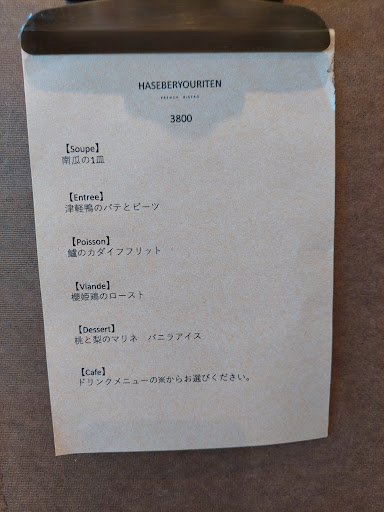 HASEBERYOURITEN
FRENCH BISTRO
3800
【Soupe】
南瓜の1皿
【Entree】
津軽鴨のパテとビーツ
【Poisson】
鱸のカダイフフリット
【Viande】
櫻姫鶏のロースト
【Dessert】
桃と梨のマリネ　バニラアイス
【Cafe】
ドリンクメニューの※からお選びください。